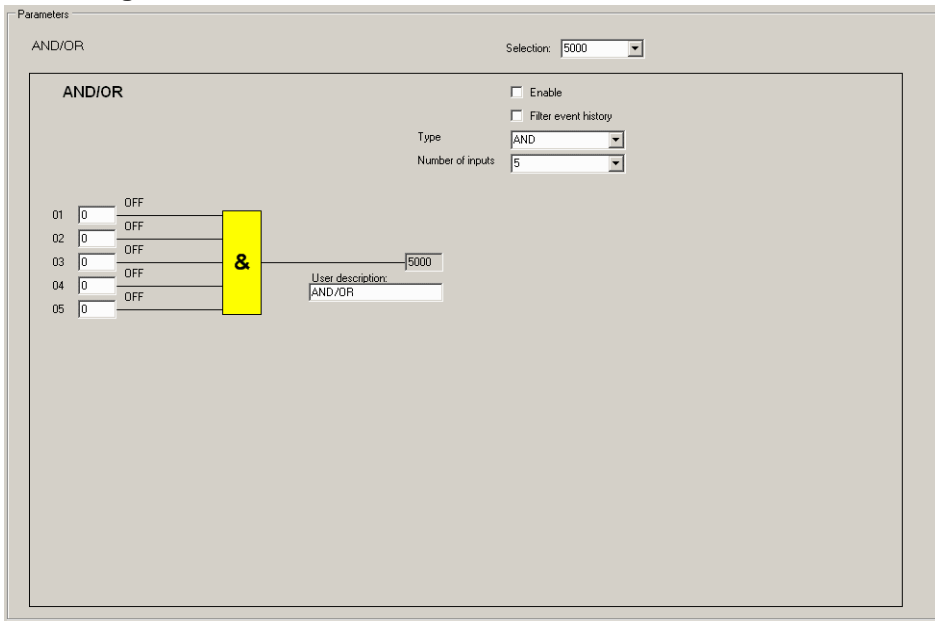 Parameters
AND/OR
Selection: 5000
AND/OR
Enable
Filter event history
Type AND
Number of inputs 5
OFF
01 0
OFF
02 0
OFF
03 0 & 5000
OFF
User description:
04 0
AND/OR
OFF
05 0